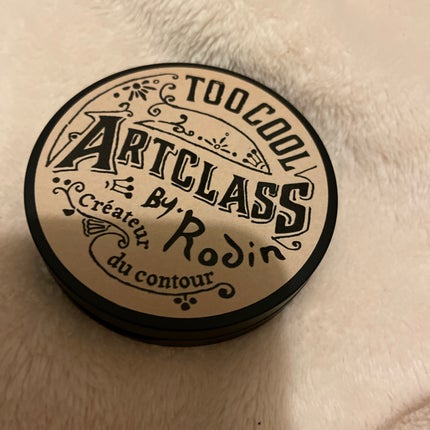 TOO COOL
ARTCLASS
BY.
Rodin
Créateur
du contour